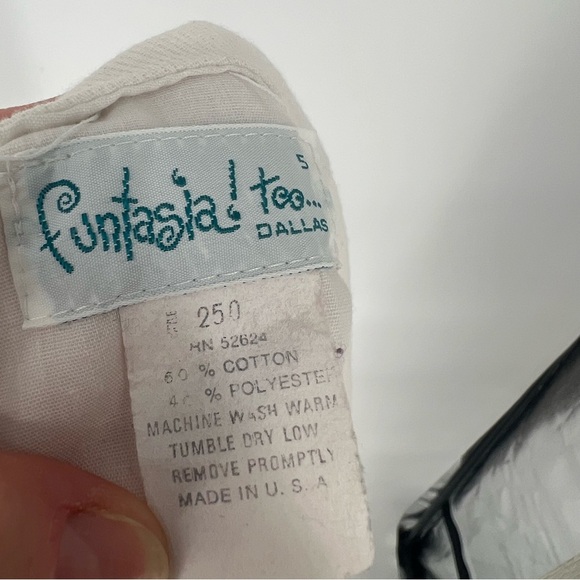 5
funtasia! too...
DALLAS
250
RN 52624
60 % COTTON
40 % POLYESTER
MACHINE WASH WARM
TUMBLE DRY LOW
REMOVE PROMPTLY
MADE IN U. S. A